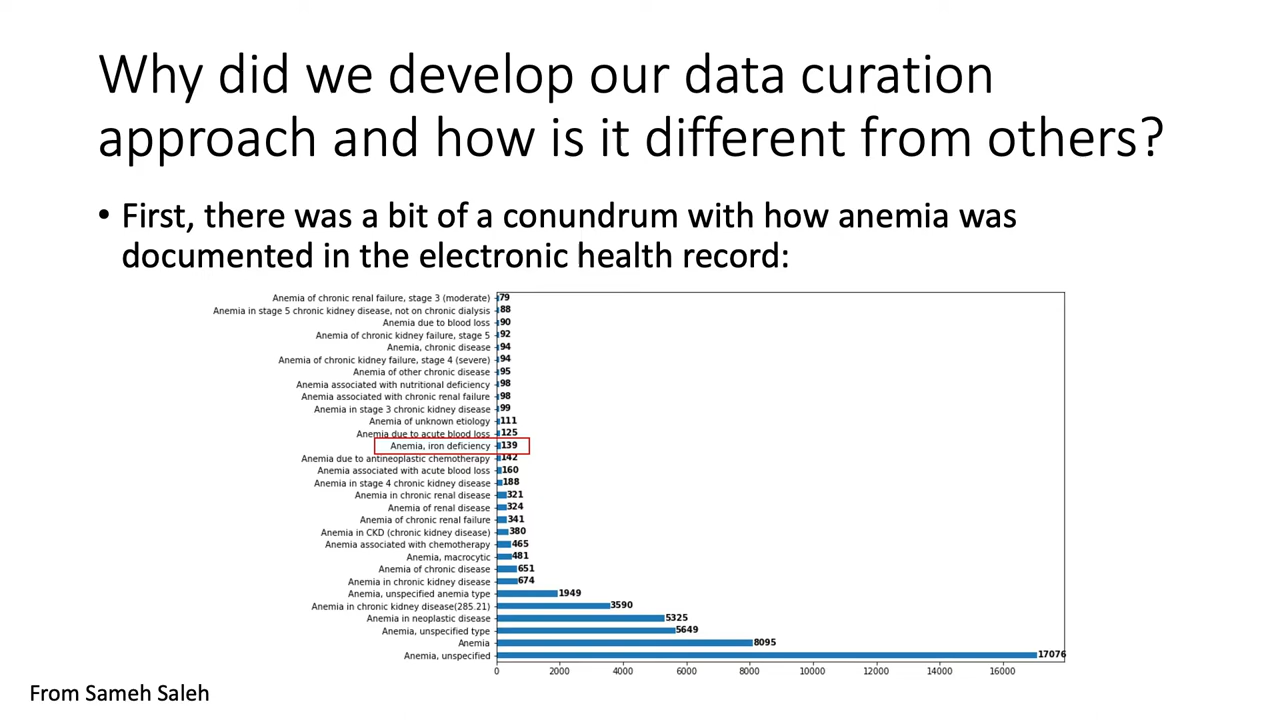 Why did we develop our data curation
approach and how is it different from others?
• First, there was a bit of a conundrum with how anemia was
documented in the electronic health record:
Anemia of chronic renal failure, stage 3 (moderate) 79
Anemia in stage 5 chronic kidney disease, not on chronic dialysis 88
Anemia due to blood loss 90
Anemia of chronic kidney failure, stage 5 92
Anemia, chronic disease 94
Anemia of chronic kidney failure, stage 4 (severe) 94
Anemia of other chronic disease 95
Anemia associated with nutritional deficiency 98
Anemia associated with chronic renal failure 98
Anemia in stage 3 chronic kidney disease 99
Anemia of unknown etiology 111
Anemia due to acute blood loss 125
Anemia, iron deficiency 139
Anemia due to antineoplastic chemotherapy 142
Anemia associated with acute blood loss 160
Anemia in stage 4 chronic kidney disease 188
Anemia in chronic renal disease 321
Anemia of renal disease 324
Anemia of chronic renal failure 341
Anemia in CKD (chronic kidney disease) 380
Anemia associated with chemotherapy 465
Anemia, macrocytic 481
Anemia of chronic disease 651
Anemia in chronic kidney disease 674
Anemia, unspecified anemia type 1949
Anemia in chronic kidney disease(285.21) 3590
Anemia in neoplastic disease 5325
Anemia, unspecified type 5649
Anemia 8095
Anemia, unspecified 17076
0 2000 4000 6000 8000 10000 12000 14000 16000
From Sameh Saleh